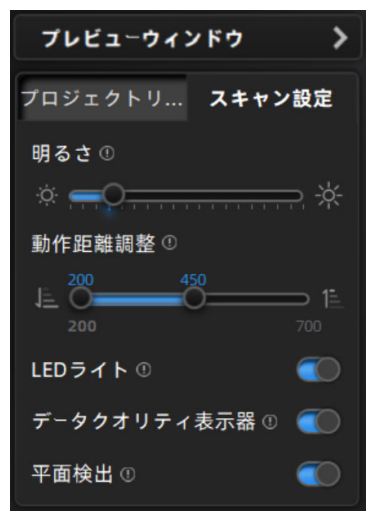 プレビューウィンドウ
プロジェクトリ... スキャン設定
明るさ
動作距離調整
200 450
200 700
LEDライト
データクオリティ表示器
平面検出